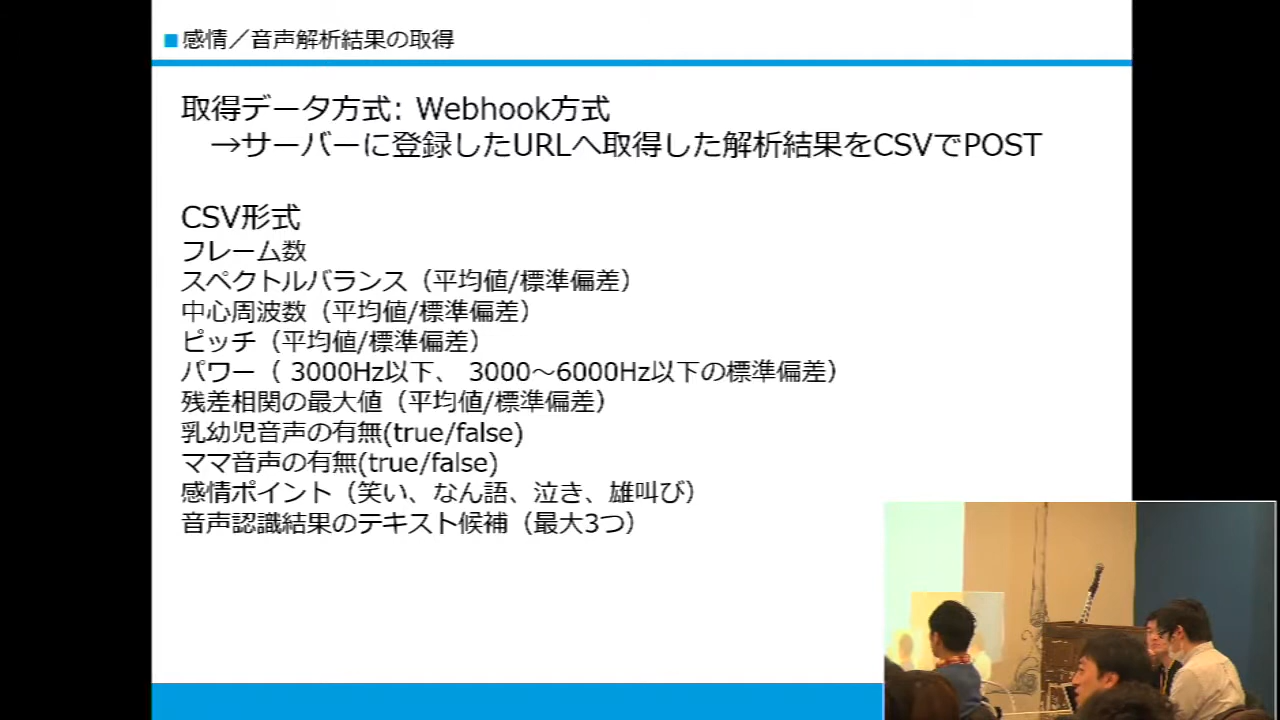 感情／音声解析結果の取得
取得データ方式: Webhook方式
→サーバーに登録したURLへ取得した解析結果をCSVでPOST
CSV形式
フレーム数
スペクトルバランス（平均値/標準偏差）
中心周波数（平均値/標準偏差）
ピッチ（平均値/標準偏差）
パワー（ 3000Hz以下、 3000～6000Hz以下の標準偏差）
残差相関の最大値（平均値/標準偏差）
乳幼児音声の有無(true/false)
ママ音声の有無(true/false)
感情ポイント（笑い、なん語、泣き、雄叫び）
音声認識結果のテキスト候補（最大3つ）